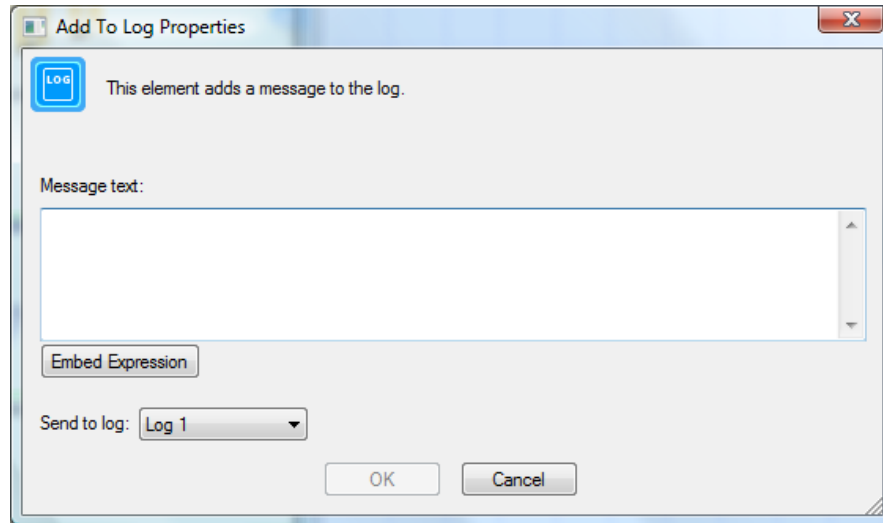 Add To Log Properties
LOG
This element adds a message to the log.
Message text:
Embed Expression
Send to log: Log 1
OK Cancel